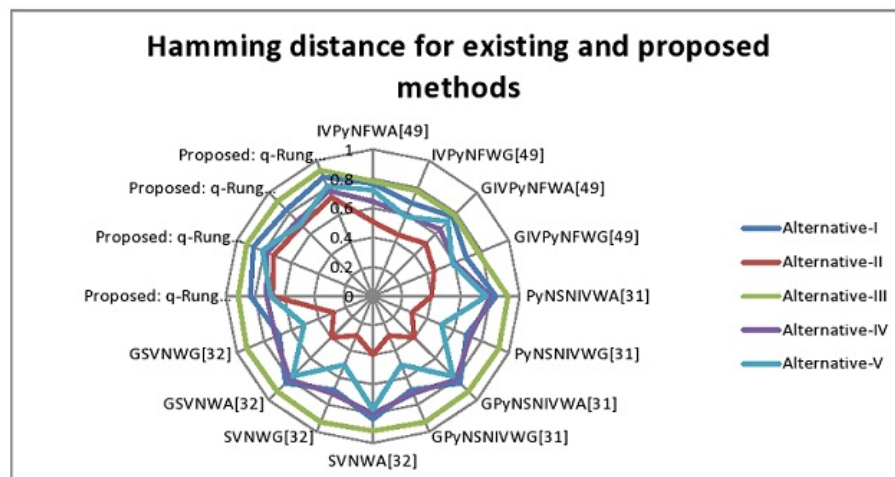 Hamming distance for existing and proposed
methods
IVPyNFWA[49]
IVPyNFWG[49]
GIVPyNFWA[49]
GIVPyNFWG[49]
PyNSNIVWA[31]
PyNSNIVWG[31]
GPyNSNIVWA[31]
GPyNSNIVWG[31]
SVNWA[32]
SVNWG[32]
GSVNWA[32]
GSVNWG[32]
Proposed: q-Rung...
Proposed: q-Rung...
Proposed: q-Rung...
Proposed: q-Rung...
1
0.8
0.6
0.4
0.2
0
Alternative-I
Alternative-II
Alternative-III
Alternative-IV
Alternative-V